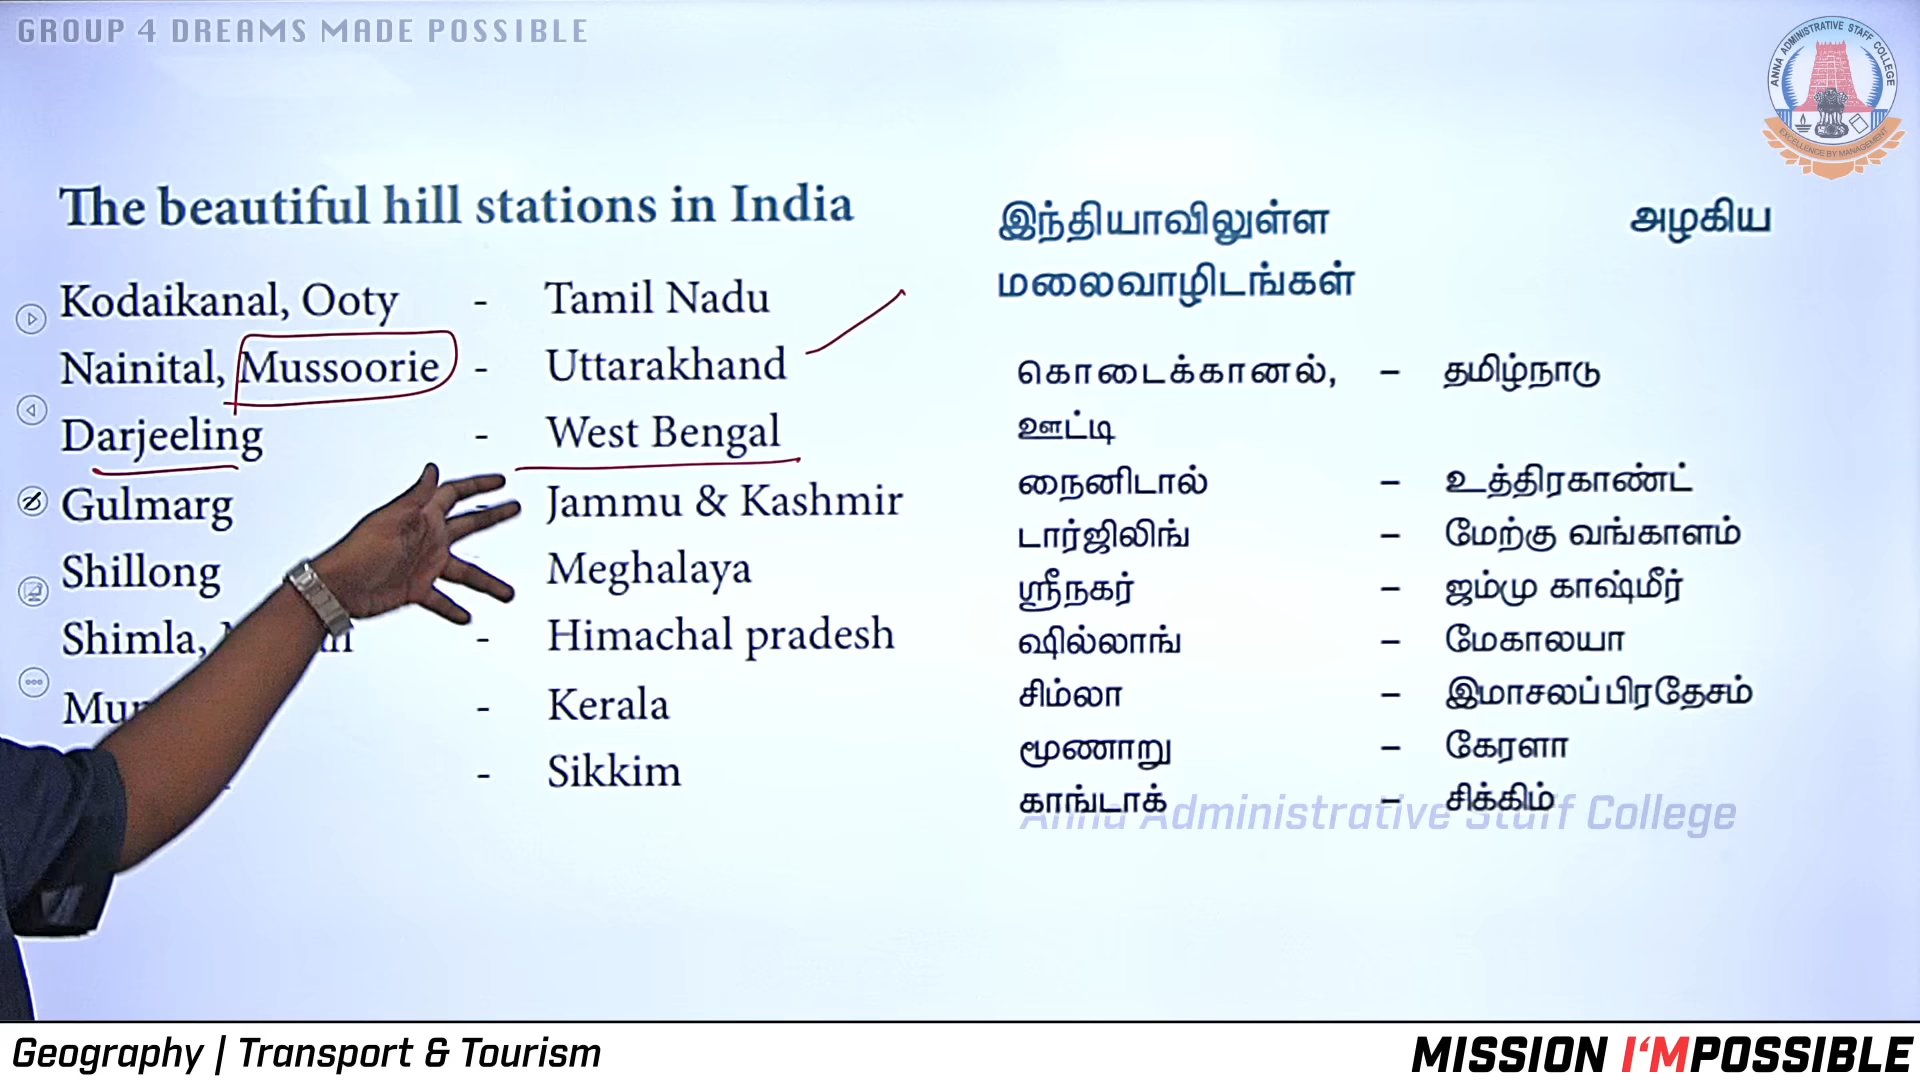 GROUP 4 DREAMS MADE POSSIBLE
ANNA ADMINISTRATIVE STAFF COLLEGE
EXCELLENCE BY MANAGEMENT
The beautiful hill stations in India
Kodaikanal, Ooty - Tamil Nadu
Nainital, Mussoorie - Uttarakhand
Darjeeling - West Bengal
Gulmarg - Jammu & Kashmir
Shillong Meghalaya
Shimla, - Himachal pradesh
- Kerala
- Sikkim
இந்தியாவிலுள்ள அழகிய
மலைவாழிடங்கள்
கொடைக்கானல், – தமிழ்நாடு
ஊட்டி
நைனிடால் – உத்திரகாண்ட்
டார்ஜிலிங் – மேற்கு வங்காளம்
ஸ்ரீநகர் – ஜம்மு காஷ்மீர்
ஷில்லாங் – மேகாலயா
சிம்லா – இமாசலப்பிரதேசம்
மூணாறு – கேரளா
காங்டாக் – சிக்கிம்
Anna Administrative Staff College
Geography | Transport & Tourism
MISSION I'MPOSSIBLE